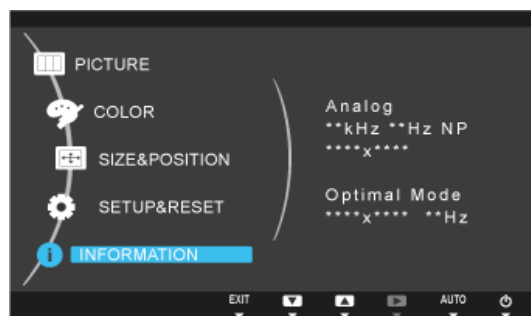 PICTURE
COLOR
SIZE&POSITION
SETUP&RESET
INFORMATION
Analog
**kHz **Hz NP
****x****
Optimal Mode
****x**** **Hz
EXIT
AUTO